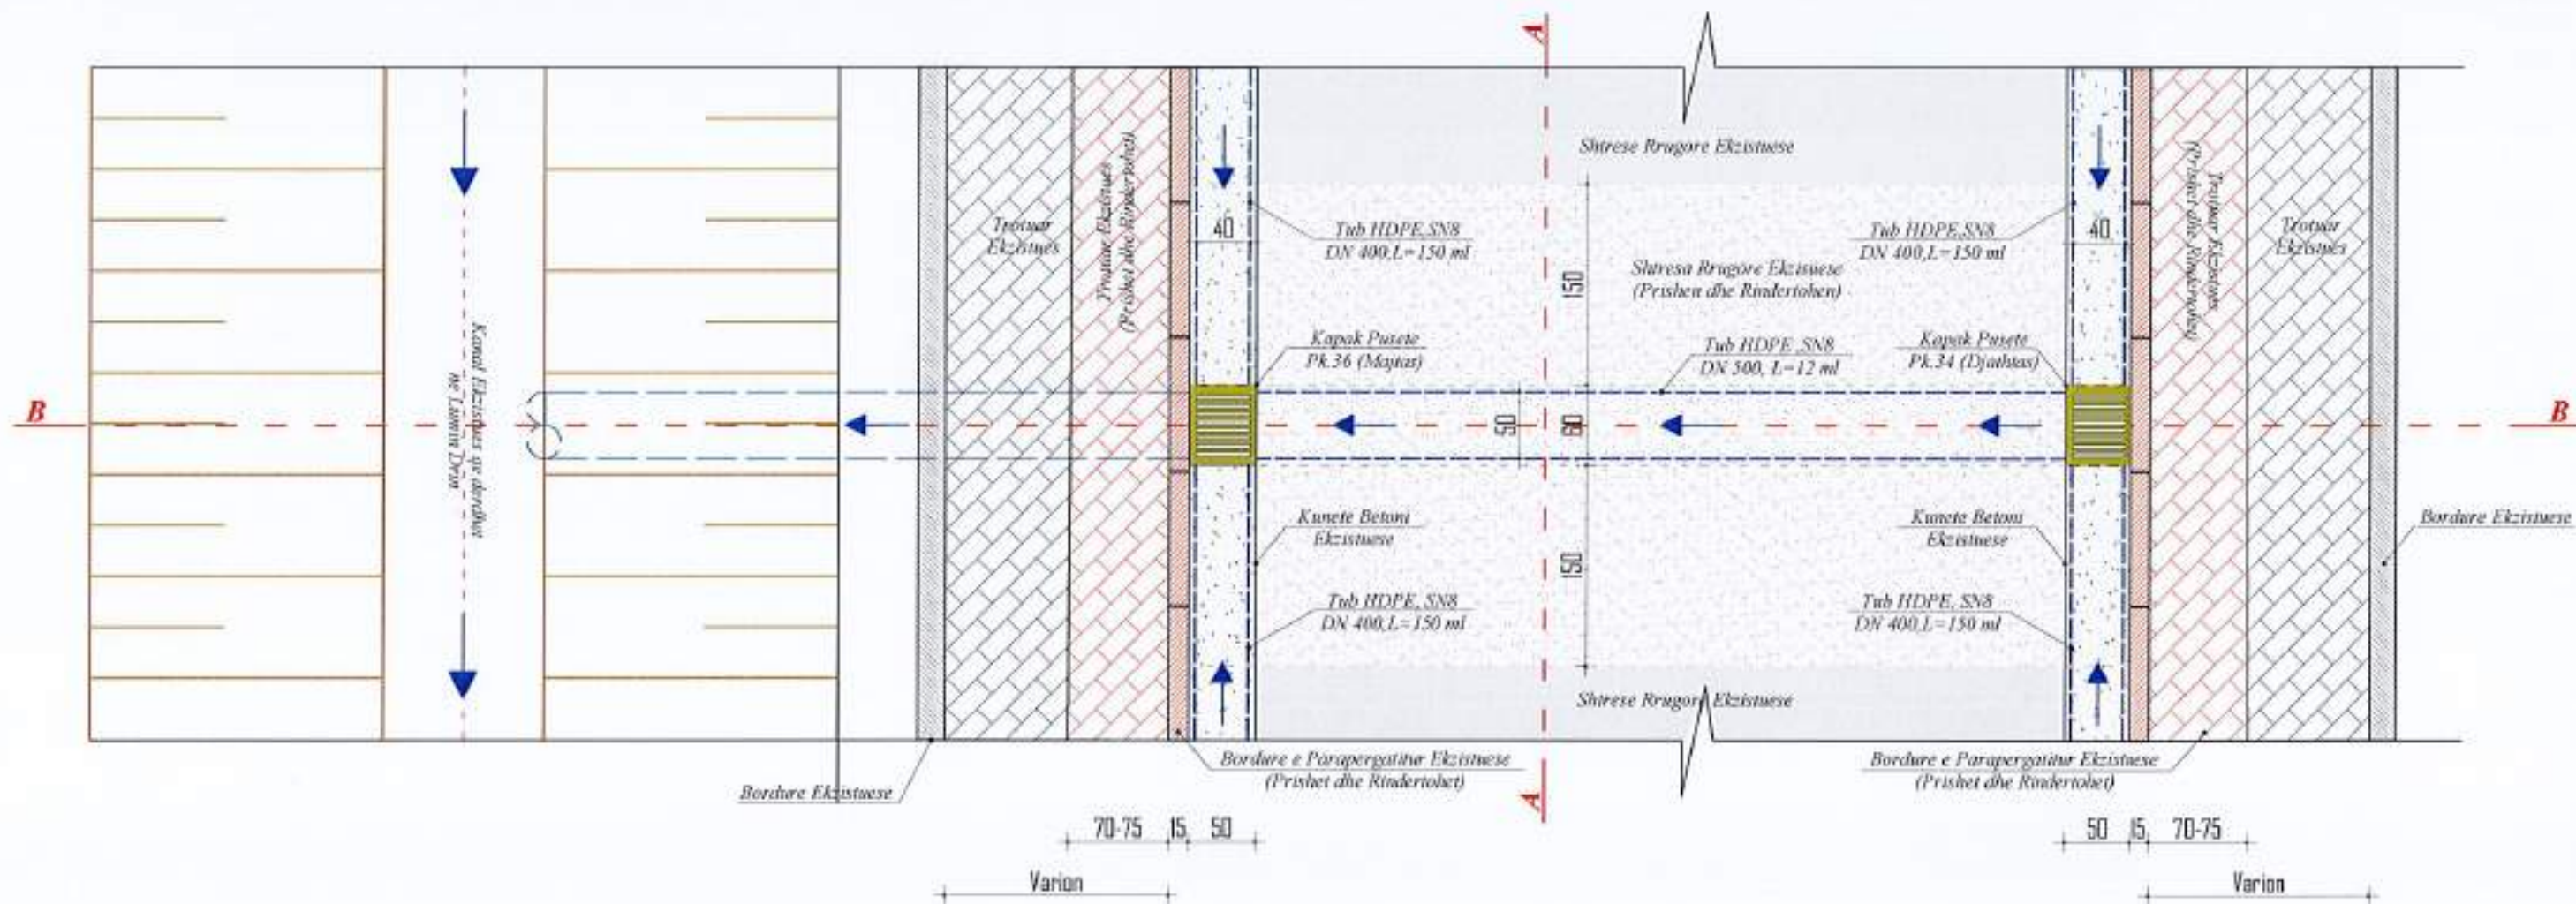 A
Shtrese Rrugore Ekzistuese
Trotuar Ekzistues
(Prishet dhe Rindertohet)
Trotuar Ekzistues
(Prishet dhe Rindertohet)
Trotuar
Ekzistues
40
Tub HDPE,SN8
DN 400,L=150 ml
Tub HDPE,SN8
DN 400,L=150 ml
40
Trotuar
Ekzistues
Shtresa Rrugore Ekzistuese
(Prishen dhe Rindertohen)
150
Kanal Ekzistues qe derdhet
ne Lumin Drin
Kapak Pusete
Pk.36 (Majtas)
Tub HDPE ,SN8
DN 500, L=12 ml
Kapak Pusete
Pk.34 (Djathtas)
B
50
60
B
Kunete Betoni
Ekzistuese
Kunete Betoni
Ekzistuese
Bordure Ekzistuese
150
Tub HDPE, SN8
DN 400,L=150 ml
Tub HDPE, SN8
DN 400,L=150 ml
Shtrese Rrugore Ekzistuese
Bordure e Parapergatitur Ekzistuese
(Prishet dhe Rindertohet)
Bordure e Parapergatitur Ekzistuese
(Prishet dhe Rindertohet)
Bordure Ekzistuese
A
70-75 15 50
50 15 70-75
Varion
Varion